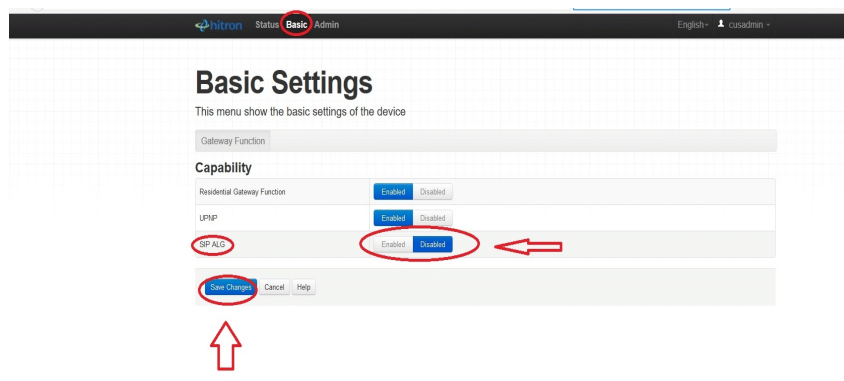 hitron Status Basic Admin English cusadmin
Basic Settings
This menu show the basic settings of the device
Gateway Function
Capability
Residential Gateway Function Enabled Disabled
UPNP Enabled Disabled
SIP ALG Enabled Disabled
Save Changes Cancel Help